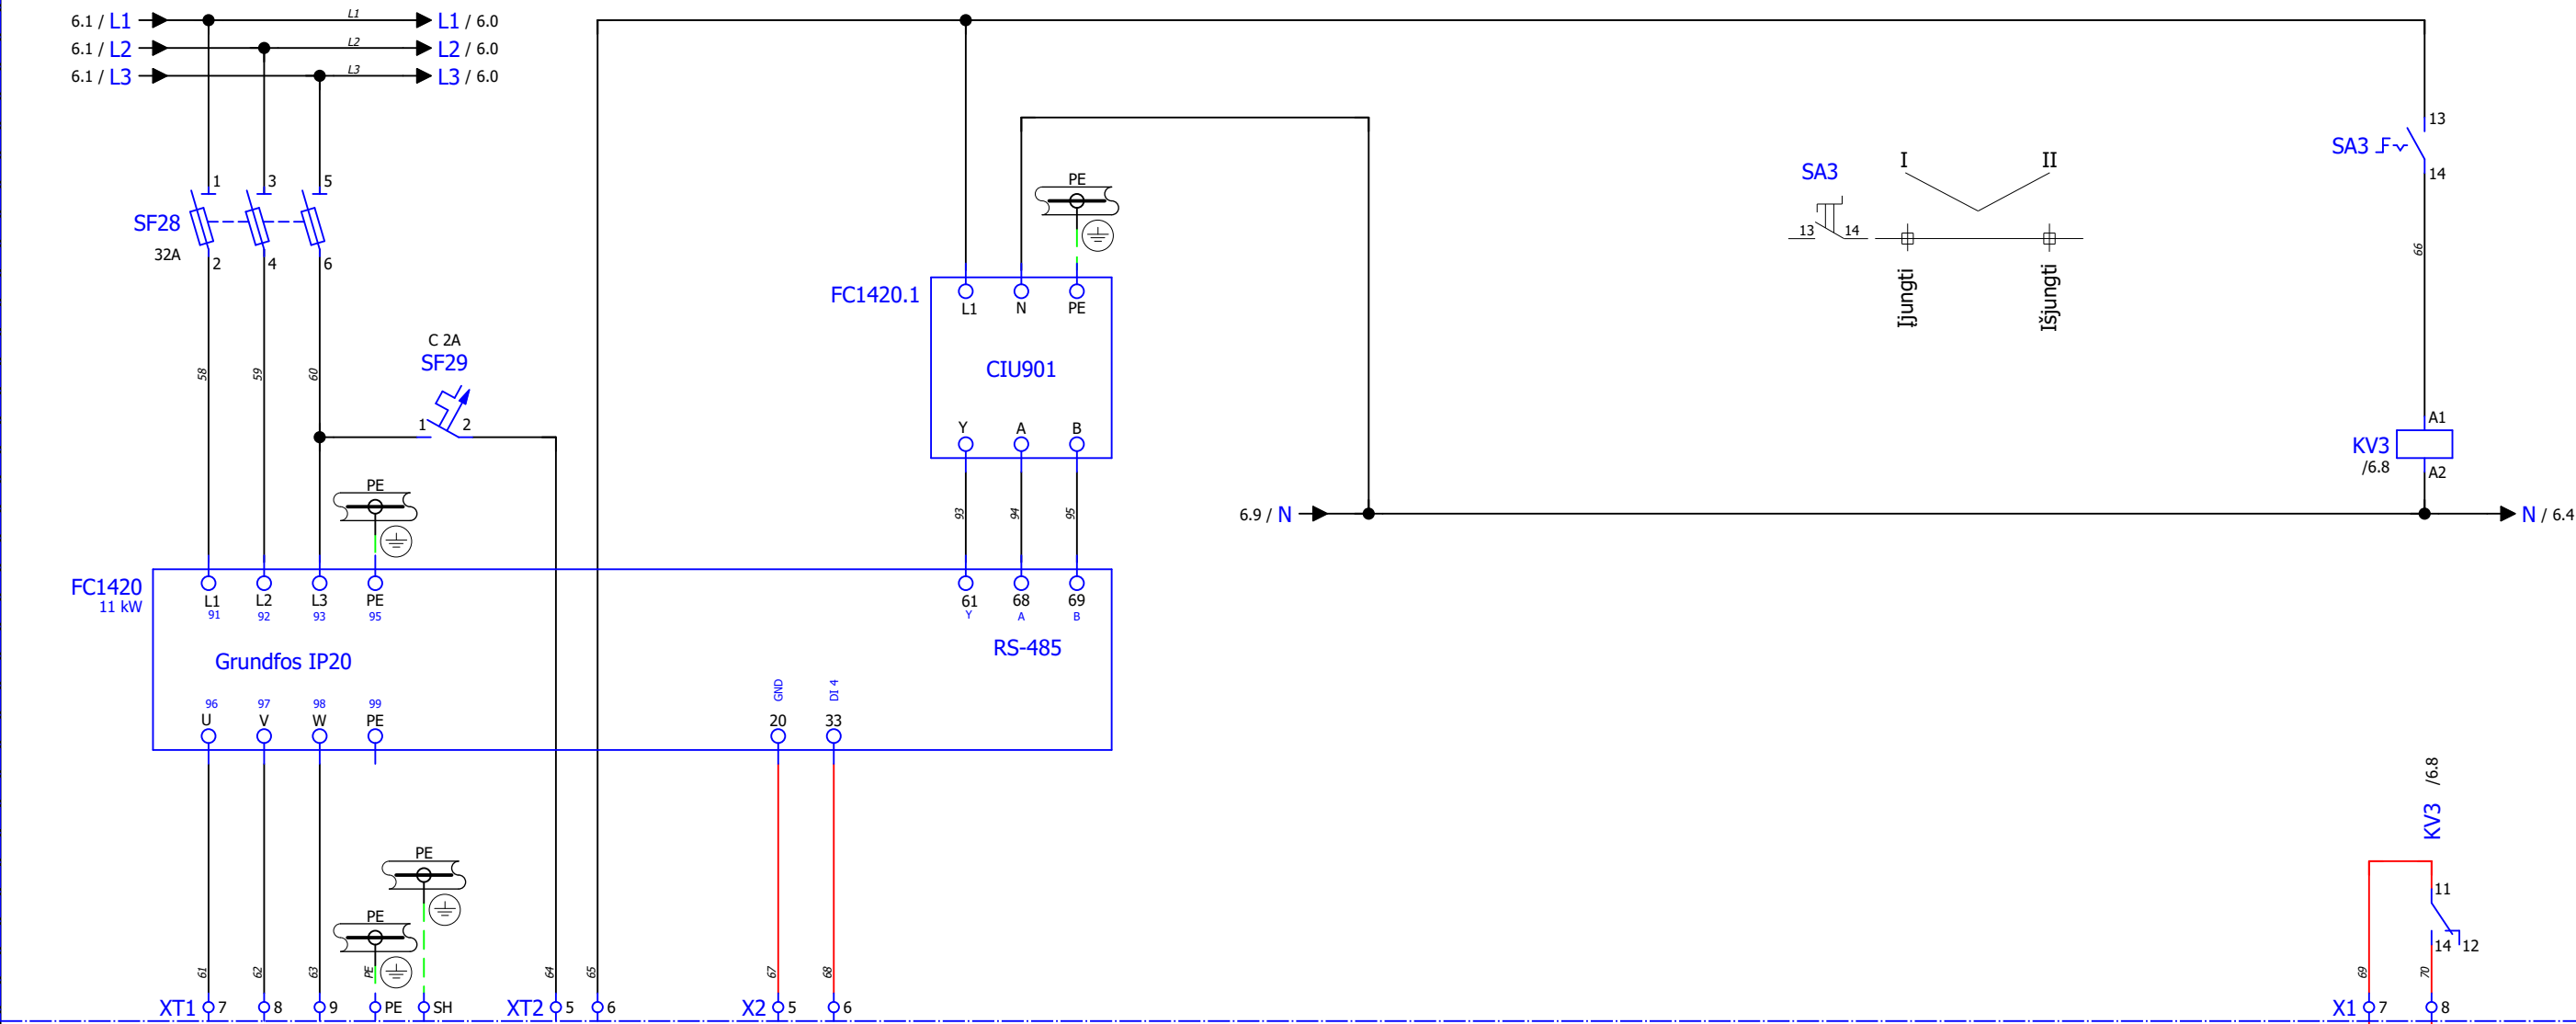 6.1 / L1 L1 L1 / 6.0
6.1 / L2 L2 L2 / 6.0
6.1 / L3 L3 L3 / 6.0
1 3 5
SF28
32A
2 4 6
58 59 60
C 2A
SF29
1 2
PE
FC1420
11 kW
L1 L2 L3 PE
91 92 93 95
Grundfos IP20
96 97 98 99
U V W PE
61 62 63 PE
PE
PE
XT1 7 8 9 PE SH
64 65
XT2 5 6
PE
FC1420.1
L1 N PE
CIU901
Y A B
93 94 95
61 68 69
Y A B
RS-485
GND DI 4
20 33
67 68
X2 5 6
6.9 / N N / 6.4
SA3
I II
13 14
Įjungti Išjungti
13
SA3
14
66
A1
KV3
/6.8
A2
KV3 /6.8
11
14 12
69 70
X1 7 8